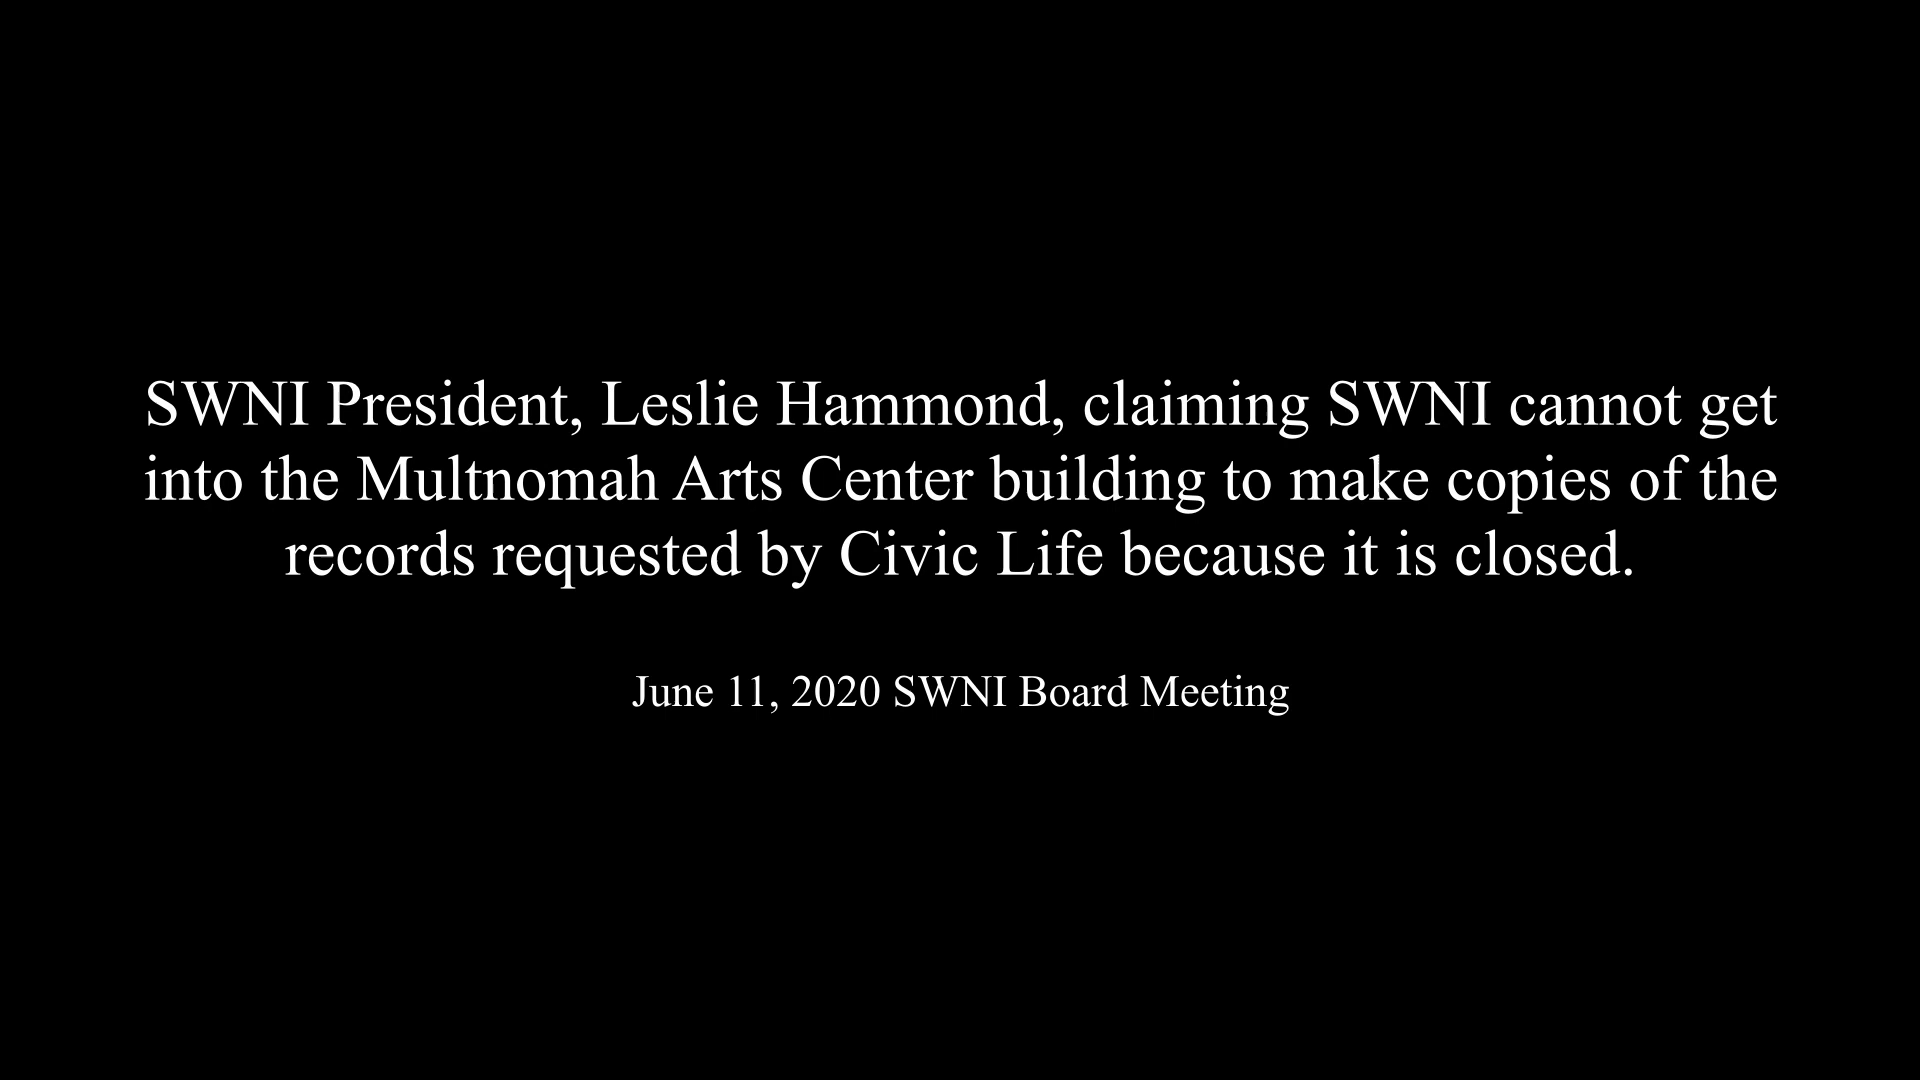 SWNI President, Leslie Hammond, claiming SWNI cannot get
into the Multnomah Arts Center building to make copies of the
records requested by Civic Life because it is closed.
June 11, 2020 SWNI Board Meeting